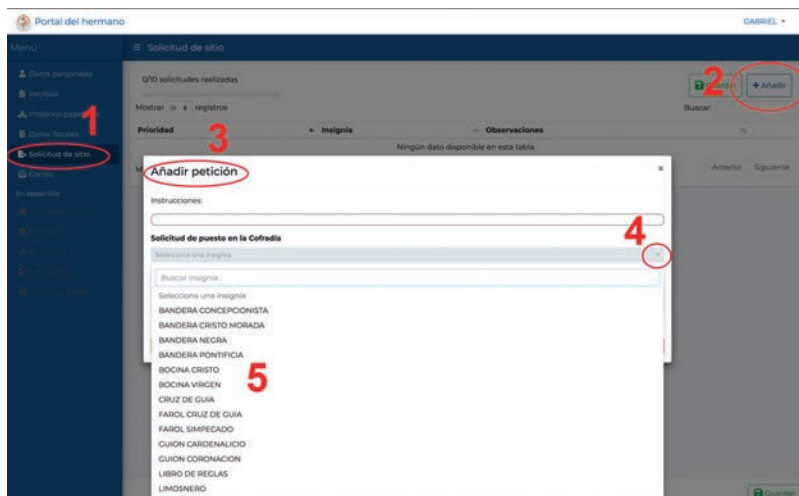 Portal del hermano
GABRIEL
Menú
Solicitud de sitio
Datos personales
0/10 solicitudes realizadas
Recibos
2
+Añadir
Mostrar 25 registros
Buscar:
1
Datos fiscales
Prioridad
Insignia
Observaciones
3
Solicitud de sitio
Ningún dato disponible en esta tabla
Correo
Añadir petición
×
Anterior
Siguiente
En desarrollo
Instrucciones:
4
Solicitud de puesto en la Cofradía
Selecciona una insignia
Buscar insignia..
Selecciona una insignia
BANDERA CONCEPCIONISTA
BANDERA CRISTO MORADA
BANDERA NEGRA
BANDERA PONTIFICIA
BOCINA CRISTO
5
BOCINA VIRGEN
CRUZ DE GUIA
FAROL CRUZ DE GUIA
FAROL SIMPECADO
GUION CARDENALICIO
GUION CORONACION
LIBRO DE REGLAS
LIMOSNERO
Guardar